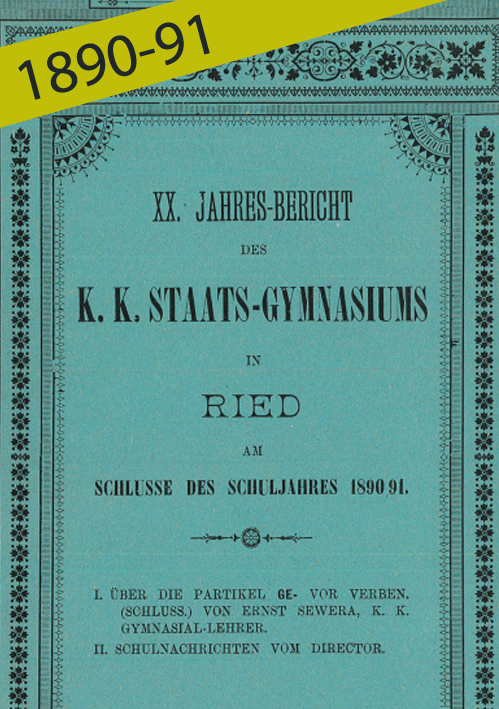 1890-91
XX. JAHRES-BERICHT
DES
K. K. STAATS-GYMNASIUMS
IN
RIED
AM
SCHLUSSE DES SCHULJAHRES 1890/91.
I. ÜBER DIE PARTIKEL GE- VOR VERBEN.
(SCHLUSS.) VON ERNST SEWERA, K. K.
GYMNASIAL-LEHRER.
II. SCHULNACHRICHTEN VOM DIRECTOR.